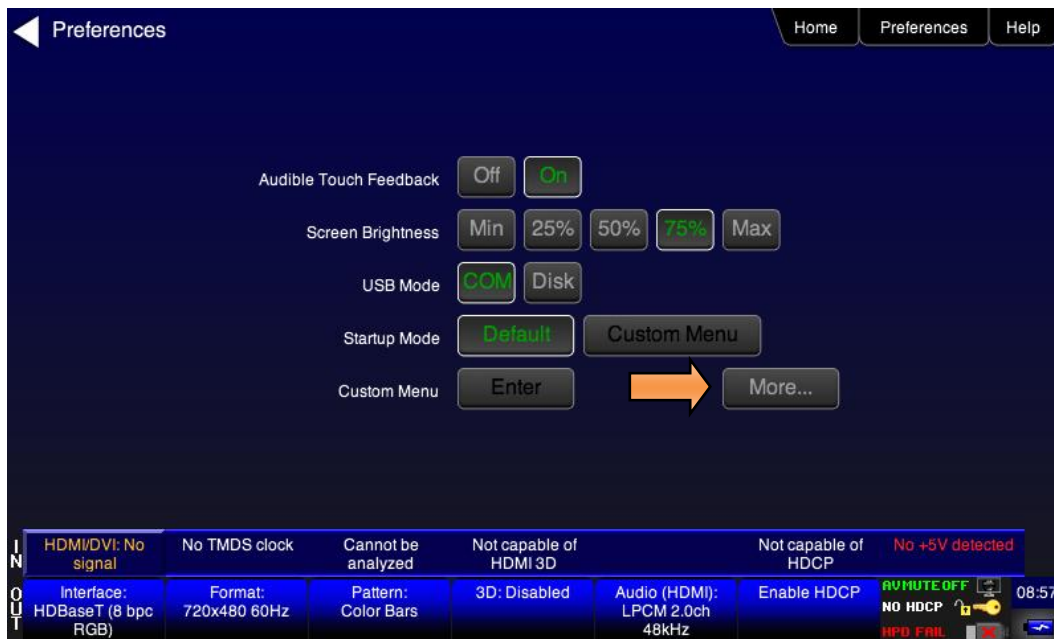 Preferences
Home
Preferences
Help
Audible Touch Feedback
Off
On
Screen Brightness
Min
25%
50%
75%
Max
USB Mode
COM
Disk
Startup Mode
Default
Custom Menu
Custom Menu
Enter
More...
IN
HDMI/DVI: No
signal
No TMDS clock
Cannot be
analyzed
Not capable of
HDMI 3D
Not capable of
HDCP
No +5V detected
OUT
Interface:
HDBaseT (8 bpc
RGB)
Format:
720x480 60Hz
Pattern:
Color Bars
3D: Disabled
Audio (HDMI):
LPCM 2.0ch
48kHz
Enable HDCP
AVMUTE OFF
NO HDCP
HPD FAIL
08:57